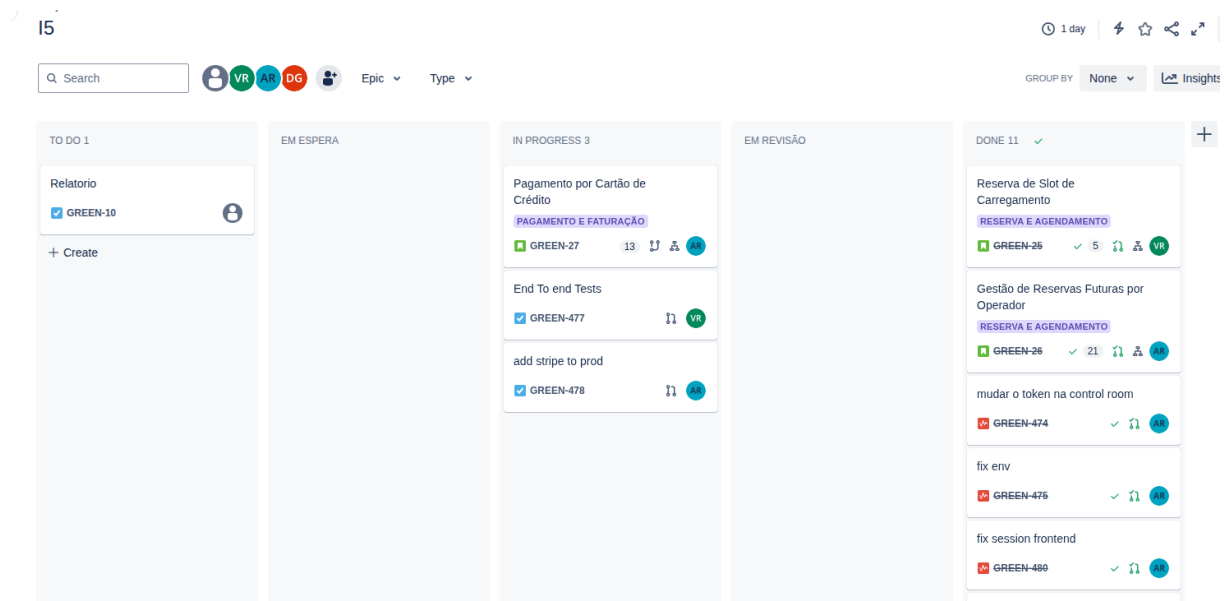 I5
1 day
Search
VR
AR
DG
Epic
Type
GROUP BY
None
Insights
TO DO 1
Relatorio
GREEN-10
Create
EM ESPERA
IN PROGRESS 3
Pagamento por Cartão de
Crédito
PAGAMENTO E FATURAÇÃO
GREEN-27
13
AR
End To end Tests
GREEN-477
VR
add stripe to prod
GREEN-478
AR
EM REVISÃO
DONE 11
Reserva de Slot de
Carregamento
RESERVA E AGENDAMENTO
GREEN-25
5
VR
Gestão de Reservas Futuras por
Operador
RESERVA E AGENDAMENTO
GREEN-26
21
AR
mudar o token na control room
GREEN-474
AR
fix env
GREEN-475
AR
fix session frontend
GREEN-480
AR